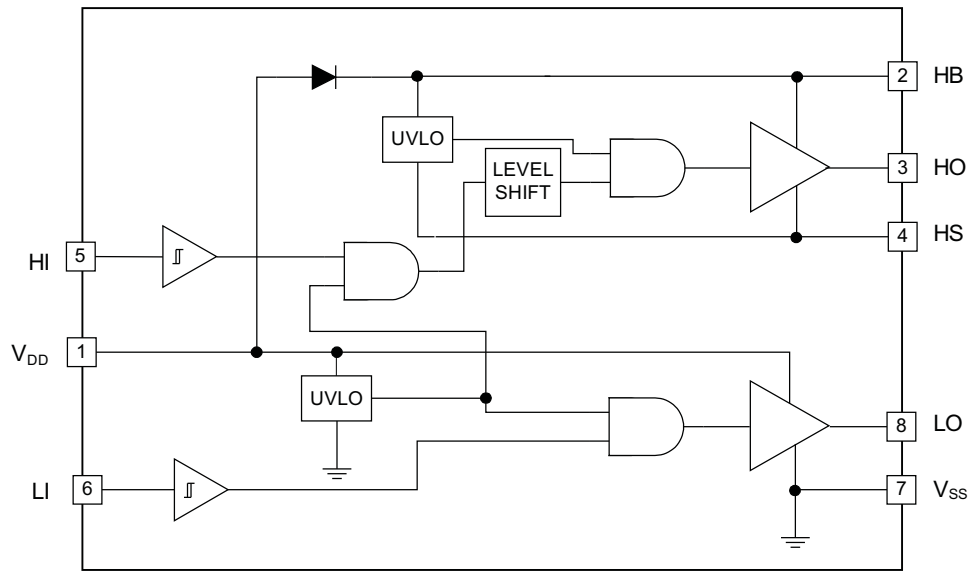 2 HB
UVLO
LEVEL
SHIFT
3 HO
4 HS
HI 5
V_DD 1
UVLO
8 LO
LI 6
7 V_SS